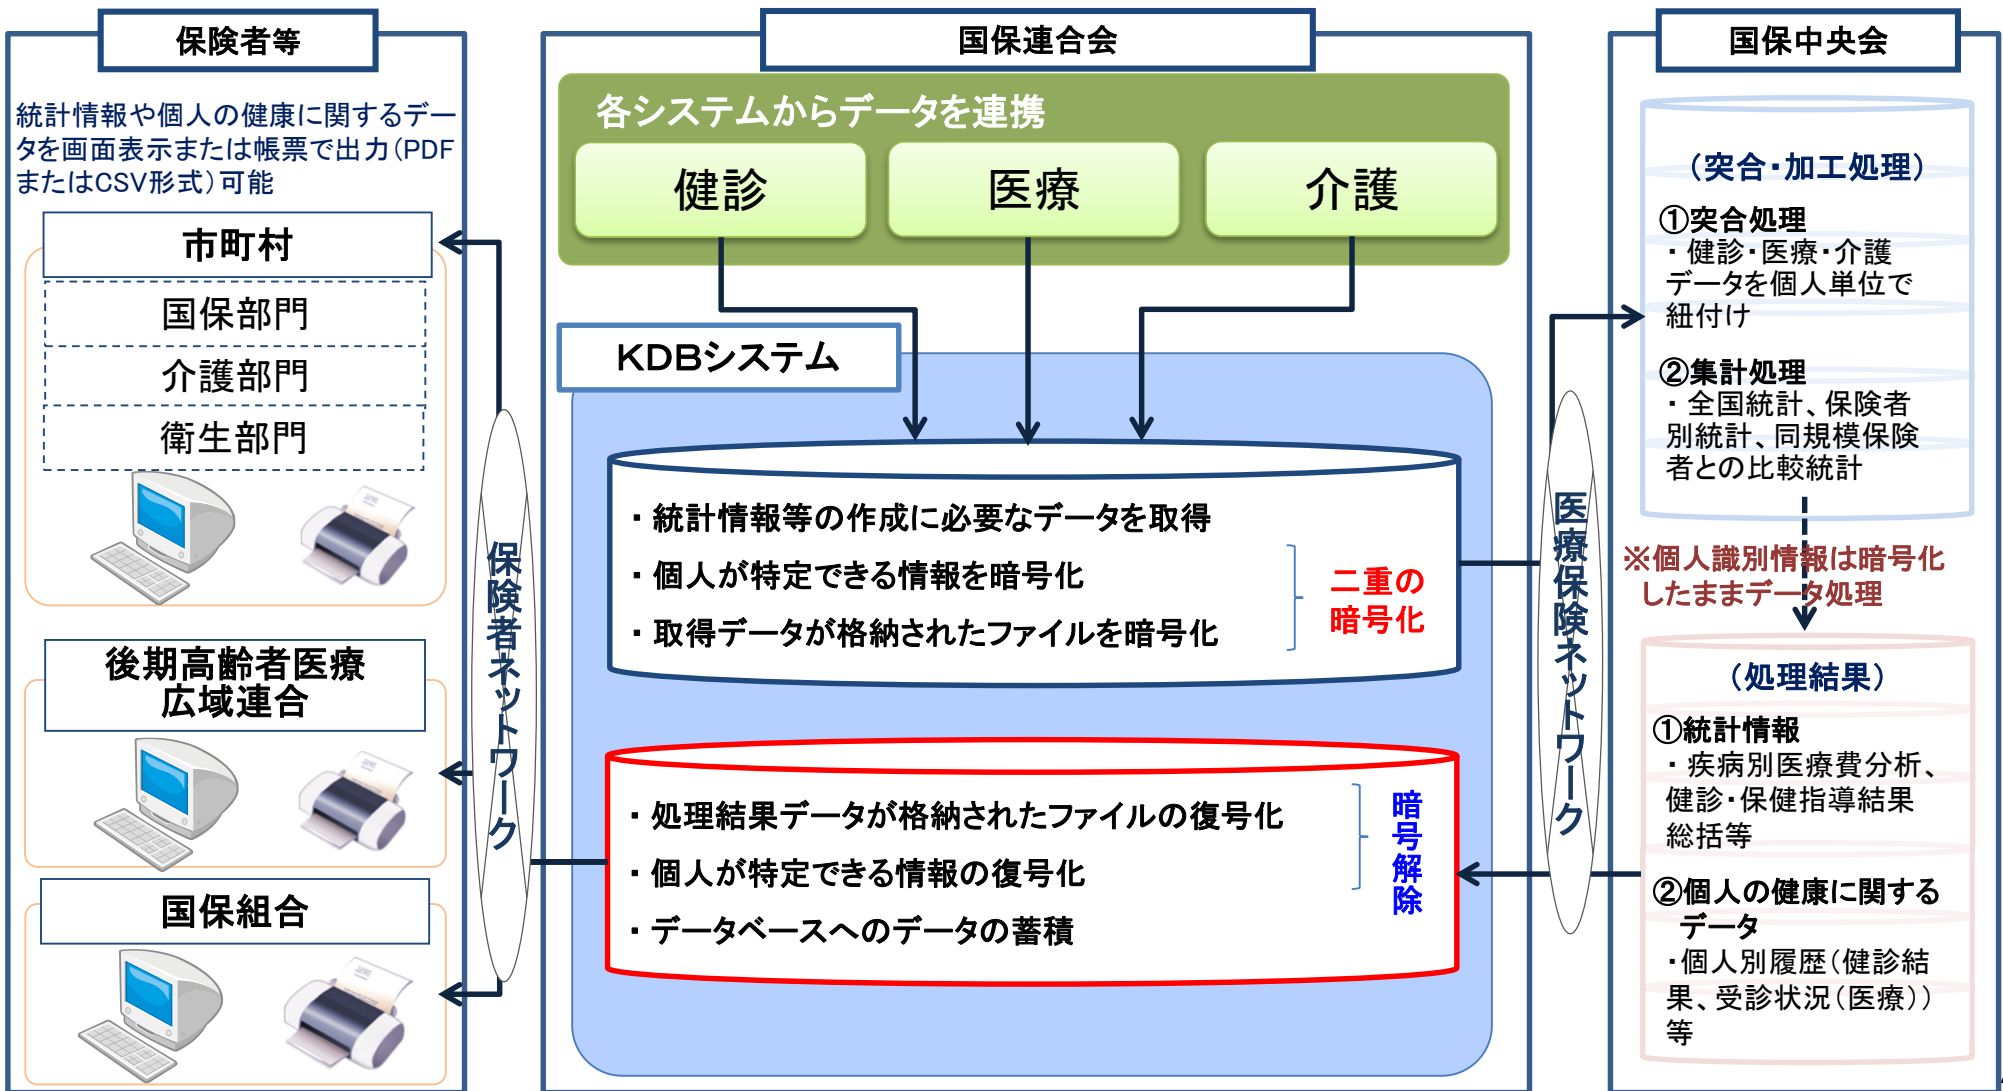 保険者等
統計情報や個人の健康に関するデー
タを画面表示または帳票で出力(PDF
またはCSV形式)可能
市町村
国保部門
介護部門
衛生部門
後期高齢者医療
広域連合
国保組合
保険者ネットワーク
国保連合会
各システムからデータを連携
健診
医療
介護
KDBシステム
・統計情報等の作成に必要なデータを取得
・個人が特定できる情報を暗号化
・取得データが格納されたファイルを暗号化
二重の
暗号化
・処理結果データが格納されたファイルの復号化
・個人が特定できる情報の復号化
・データベースへのデータの蓄積
暗号解除
医療保険ネットワーク
国保中央会
(突合・加工処理)
①突合処理
・健診・医療・介護
データを個人単位で
紐付け
②集計処理
・全国統計、保険者
別統計、同規模保険
者との比較統計
※個人識別情報は暗号化
したままデータ処理
(処理結果)
①統計情報
・疾病別医療費分析、
健診・保健指導結果
総括等
②個人の健康に関する
データ
・個人別履歴(健診結
果、受診状況(医療))
等